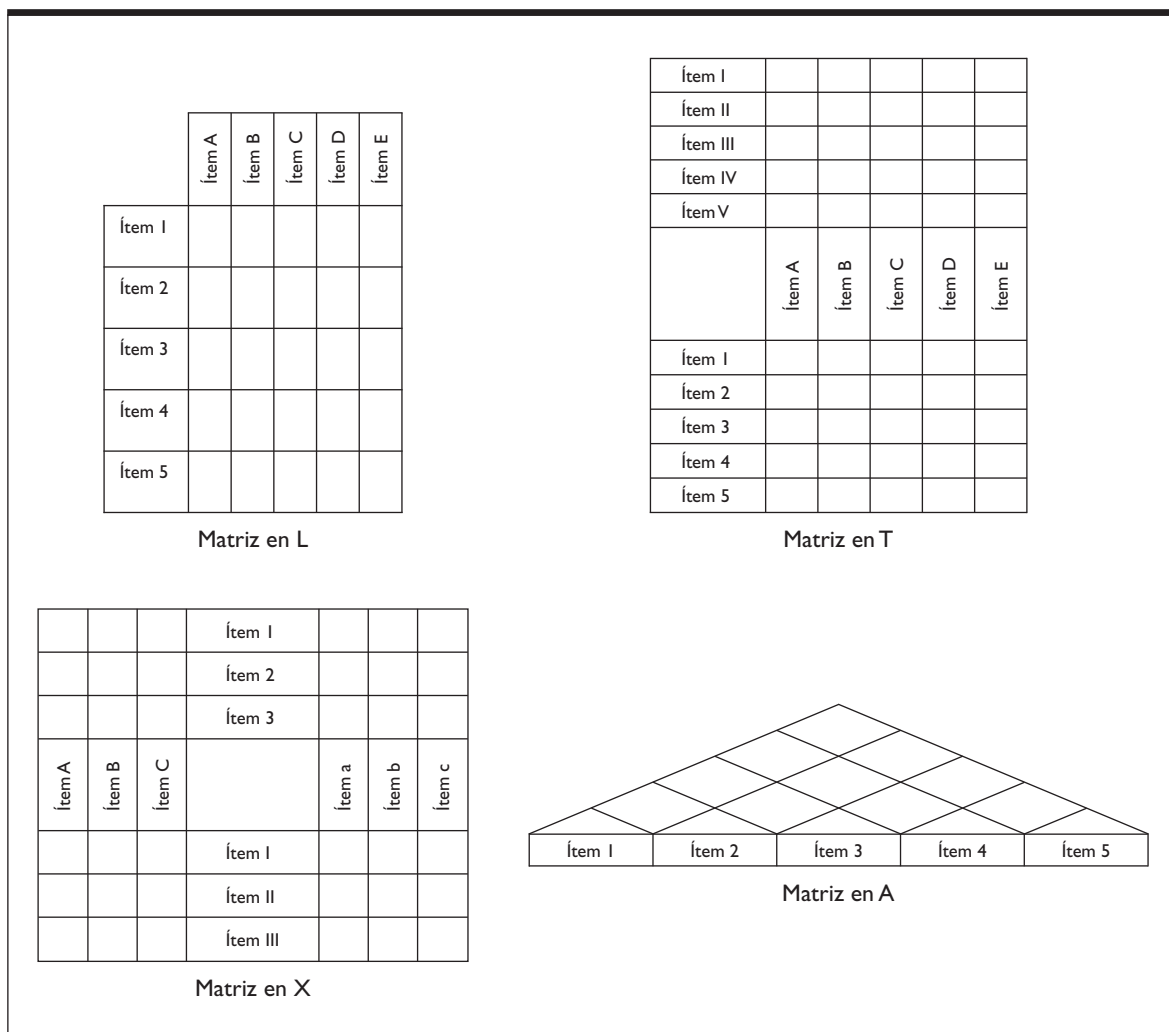 Ítem A Ítem B Ítem C Ítem D Ítem E
Ítem 1
Ítem 2
Ítem 3
Ítem 4
Ítem 5
Matriz en L
Ítem I
Ítem II
Ítem III
Ítem IV
Ítem V
Ítem A Ítem B Ítem C Ítem D Ítem E
Ítem 1
Ítem 2
Ítem 3
Ítem 4
Ítem 5
Matriz en T
Ítem 1
Ítem 2
Ítem 3
Ítem A Ítem B Ítem C Ítem a Ítem b Ítem c
Ítem I
Ítem II
Ítem III
Matriz en X
Ítem 1 Ítem 2 Ítem 3 Ítem 4 Ítem 5
Matriz en A